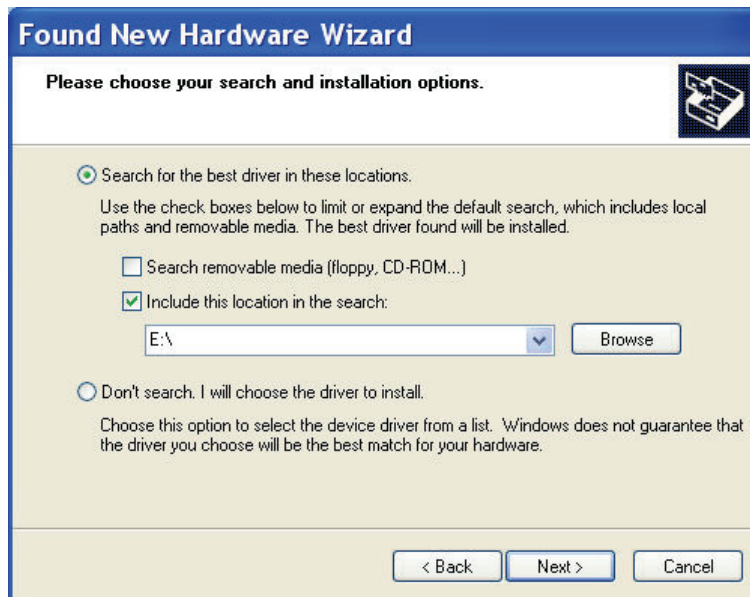 Found New Hardware Wizard
Please choose your search and installation options.
Search for the best driver in these locations.
Use the check boxes below to limit or expand the default search, which includes local
paths and removable media. The best driver found will be installed.
Search removable media (floppy, CD-ROM...)
Include this location in the search:
E:\
Browse
Don't search. I will choose the driver to install.
Choose this option to select the device driver from a list. Windows does not guarantee that
the driver you choose will be the best match for your hardware.
< Back Next > Cancel